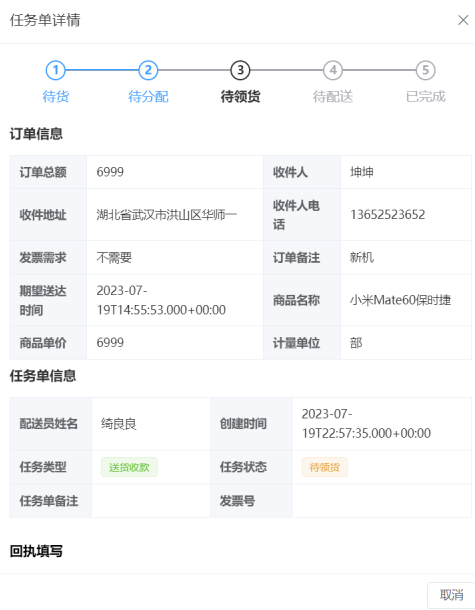 任务单详情
1 2 3 4 5
待货 待分配 待领货 待配送 已完成
订单信息
订单总额 6999 收件人 坤坤
收件地址 湖北省武汉市洪山区华师一 收件人电
话 13652523652
发票需求 不需要 订单备注 新机
期望送达
时间 2023-07-
19T14:55:53.000+00:00 商品名称 小米Mate60保时捷
商品单价 6999 计量单位 部
任务单信息
配送员姓名 绮良良 创建时间 2023-07-
19T22:57:35.000+00:00
任务类型 送货收款 任务状态 待领货
任务单备注 发票号
回执填写
取消